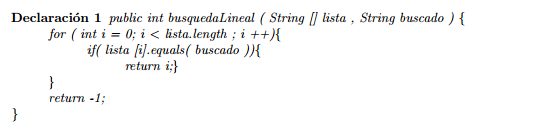 Declaración 1 public int busquedaLineal ( String [] lista , String buscado ) {
for ( int i = 0; i < lista.length ; i ++){
if( lista [i].equals( buscado )){
return i;}
}
return -1;
}